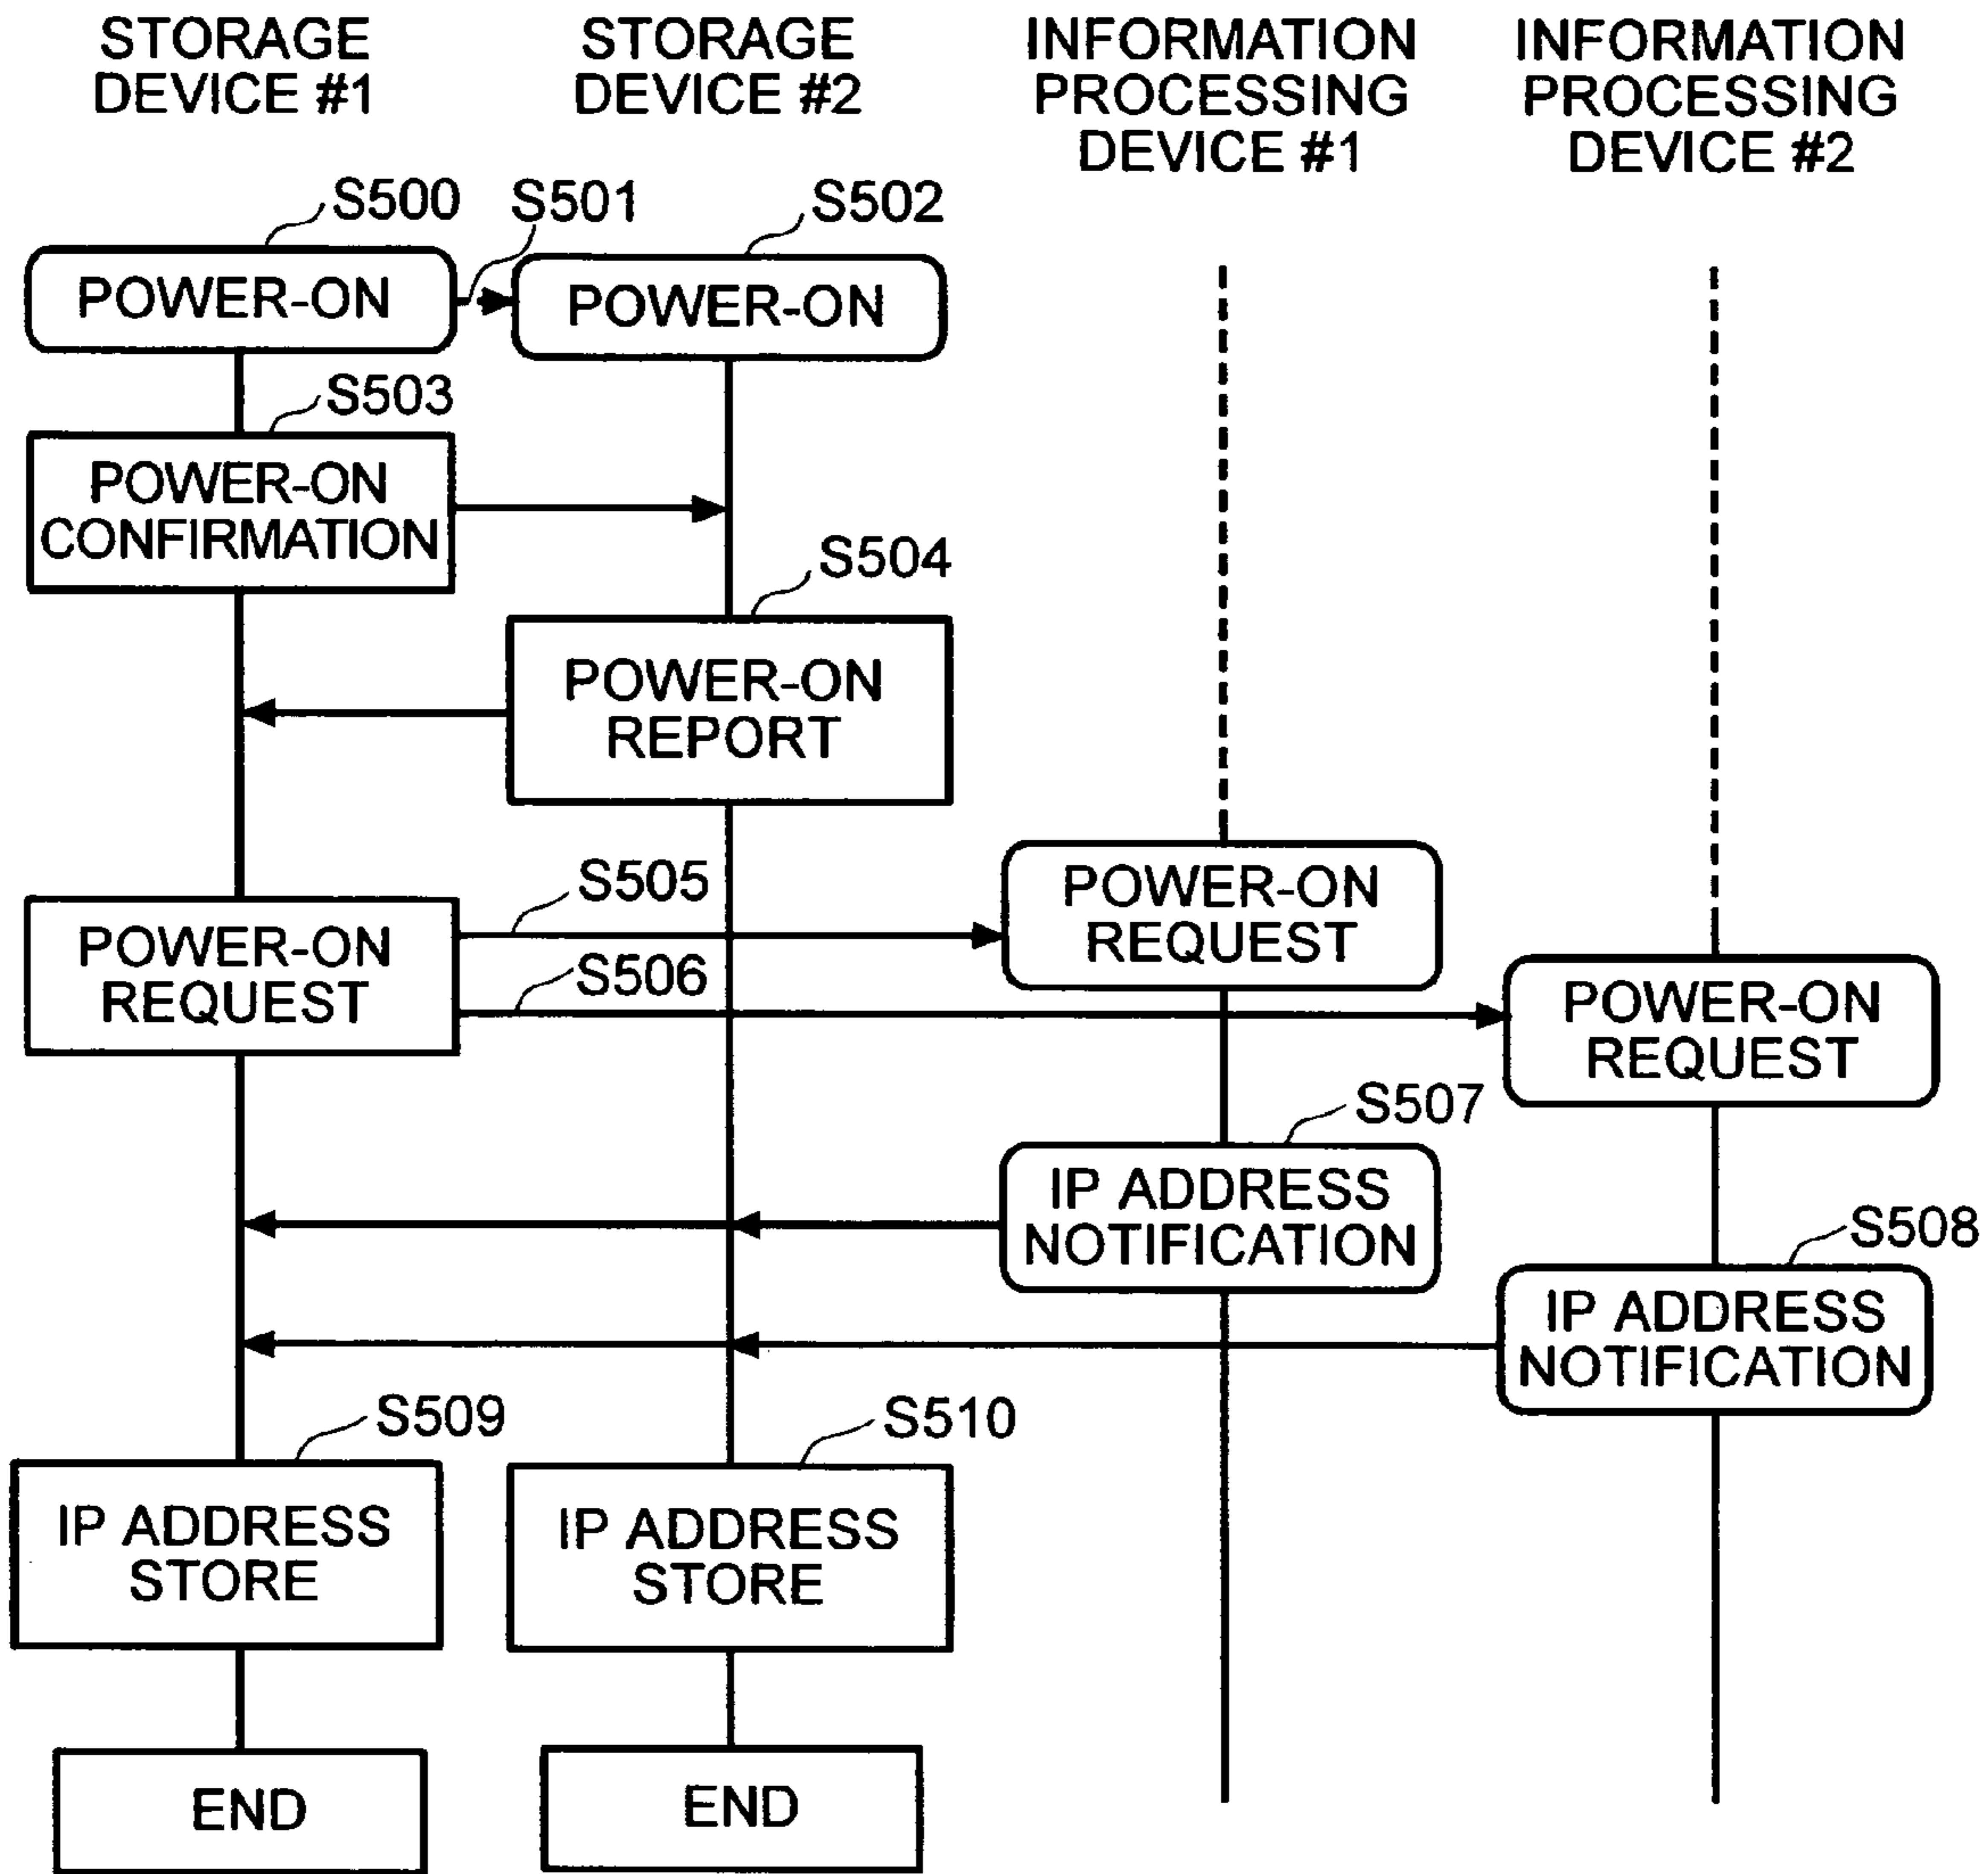 STORAGE
DEVICE #1
STORAGE
DEVICE #2
INFORMATION
PROCESSING
DEVICE #1
INFORMATION
PROCESSING
DEVICE #2
S500
S501
S502
POWER-ON
POWER-ON
S503
POWER-ON
CONFIRMATION
S504
POWER-ON
REPORT
S505
POWER-ON
REQUEST
POWER-ON
REQUEST
S506
POWER-ON
REQUEST
S507
IP ADDRESS
NOTIFICATION
S508
IP ADDRESS
NOTIFICATION
S509
S510
IP ADDRESS
STORE
IP ADDRESS
STORE
END
END